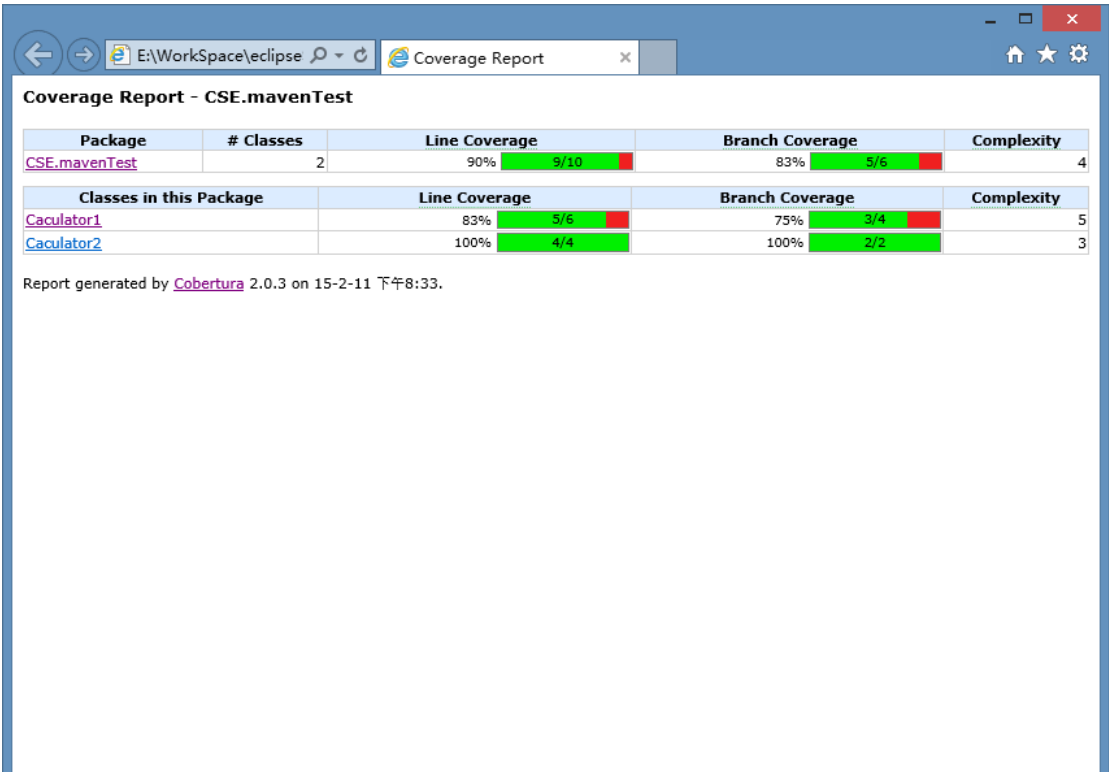 E:\WorkSpace\eclipse
Coverage Report
Coverage Report - CSE.mavenTest
Package # Classes Line Coverage Branch Coverage Complexity
CSE.mavenTest 2 90% 9/10 83% 5/6 4
Classes in this Package Line Coverage Branch Coverage Complexity
Caculator1 83% 5/6 75% 3/4 5
Caculator2 100% 4/4 100% 2/2 3
Report generated by Cobertura 2.0.3 on 15-2-11 下午8:33.